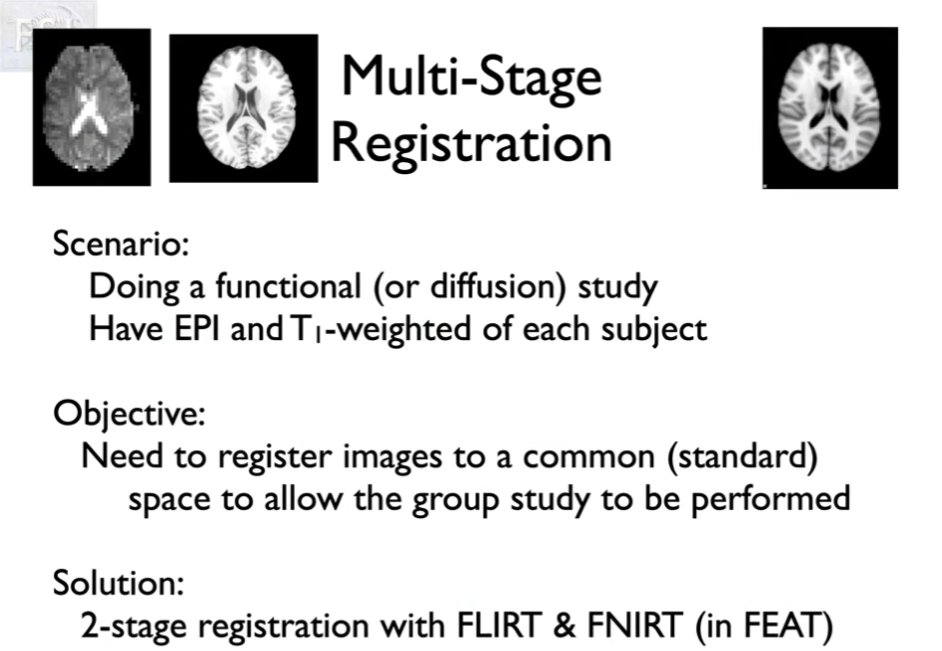 Multi-Stage
Registration
Scenario:
Doing a functional (or diffusion) study
Have EPI and T₁-weighted of each subject
Objective:
Need to register images to a common (standard)
space to allow the group study to be performed
Solution:
2-stage registration with FLIRT & FNIRT (in FEAT)